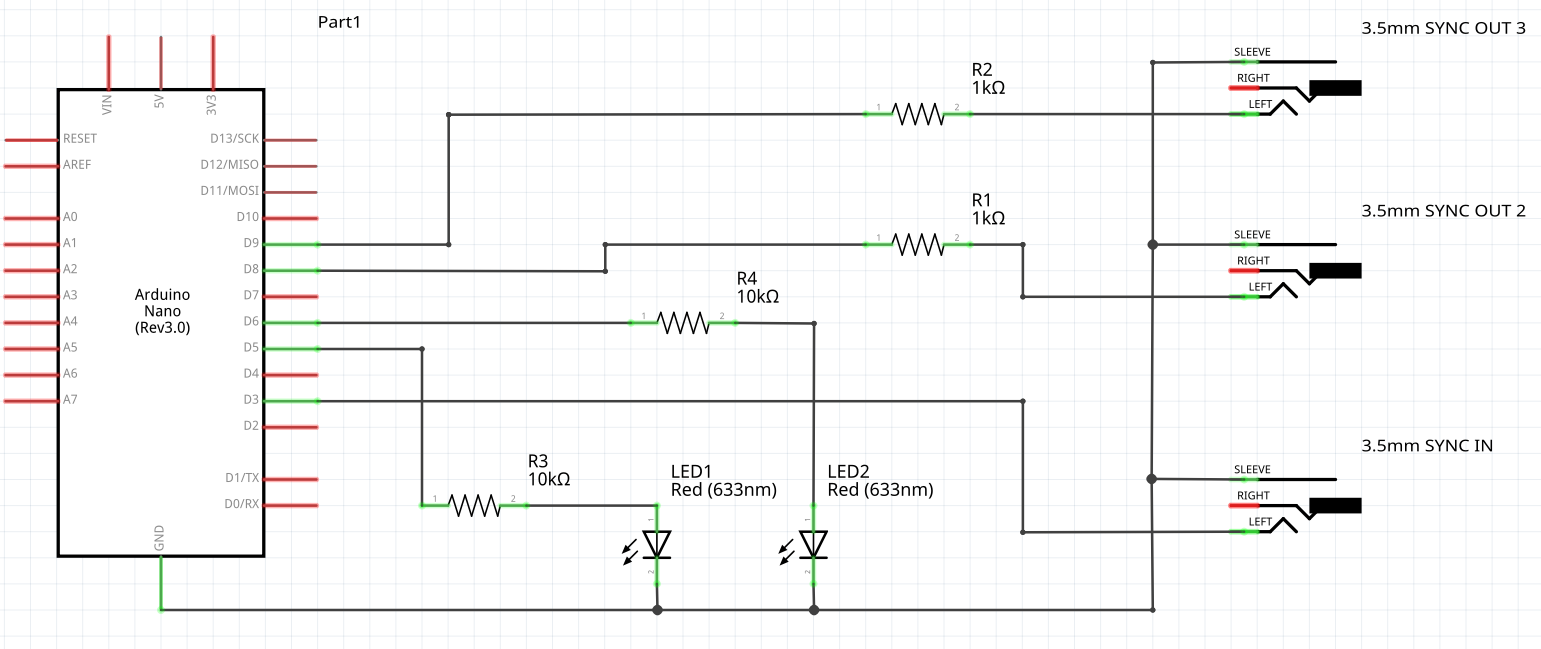 Part1
3.5mm SYNC OUT 3
SLEEVE
RIGHT
LEFT
R2
1kΩ
1
2
VIN
5V
3V3
RESET
AREF
D13/SCK
D12/MISO
D11/MOSI
A0
A1
A2
A3
A4
A5
A6
A7
D10
D9
D8
D7
D6
D5
D4
D3
D2
D1/TX
D0/RX
Arduino
Nano
(Rev3.0)
GND
R1
1kΩ
1
2
3.5mm SYNC OUT 2
SLEEVE
RIGHT
LEFT
R4
10kΩ
1
2
R3
10kΩ
1
2
LED1
Red (633nm)
1
2
LED2
Red (633nm)
1
2
3.5mm SYNC IN
SLEEVE
RIGHT
LEFT